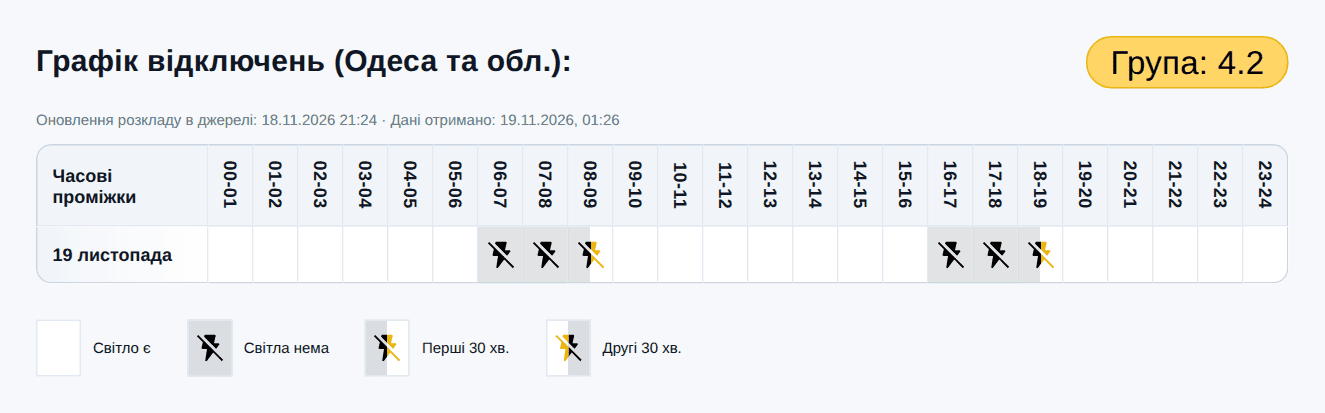 Графік відключень (Одеса та обл.):
Група: 4.2
Оновлення розкладу в джерелі: 18.11.2026 21:24 · Дані отримано: 19.11.2026, 01:26
Часові
проміжки
00-01
01-02
02-03
03-04
04-05
05-06
06-07
07-08
08-09
09-10
10-11
11-12
12-13
13-14
14-15
15-16
16-17
17-18
18-19
19-20
20-21
21-22
22-23
23-24
19 листопада
Світло є
Світла нема
Перші 30 хв.
Другі 30 хв.